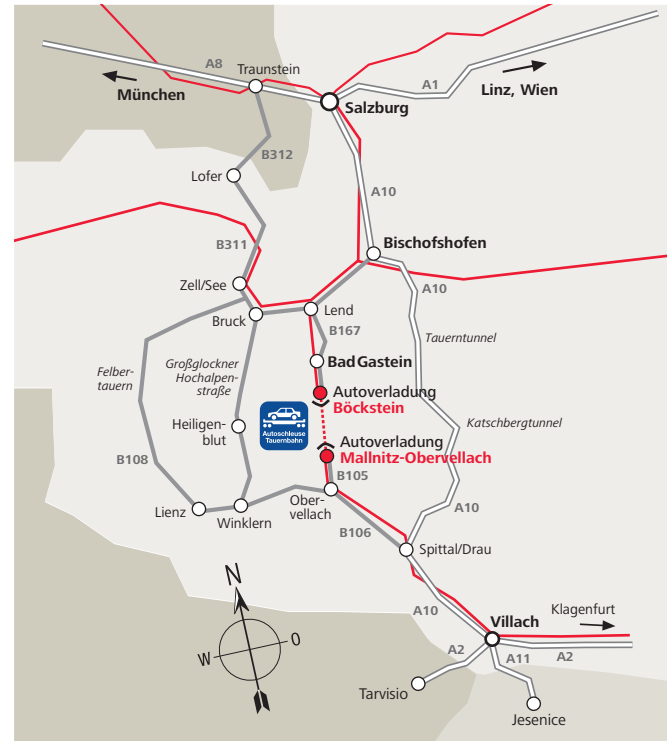 A8
Traunstein
München
A1
Linz, Wien
Salzburg
B312
Lofer
A10
B311
Bischofshofen
Zell/See
A10
Bruck
Lend
B167
Tauerntunnel
Felber-
tauern
Großglockner
Hochalpen-
straße
Bad Gastein
Autoverladung
Böckstein
Autoschleuse
Tauernbahn
Heiligen-
blut
Katschbergtunnel
Autoverladung
Mallnitz-Obervellach
B108
B105
Lienz
Winklern
Ober-
vellach
A10
B106
Spittal/Drau
N
O
W
A10
Klagenfurt
Villach
A2
A11
A2
Tarvisio
Jesenice